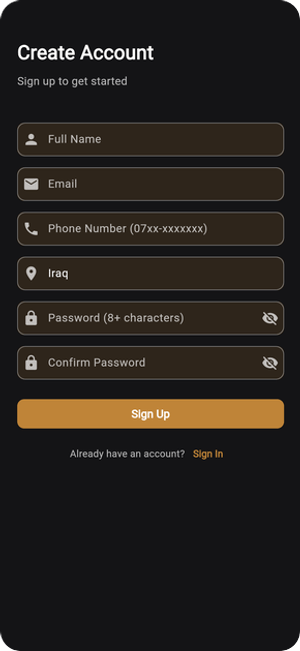 Create Account
Sign up to get started
Full Name
Email
Phone Number (07xx-xxxxxxx)
Iraq
Password (8+ characters)
Confirm Password
Sign Up
Already have an account? Sign In